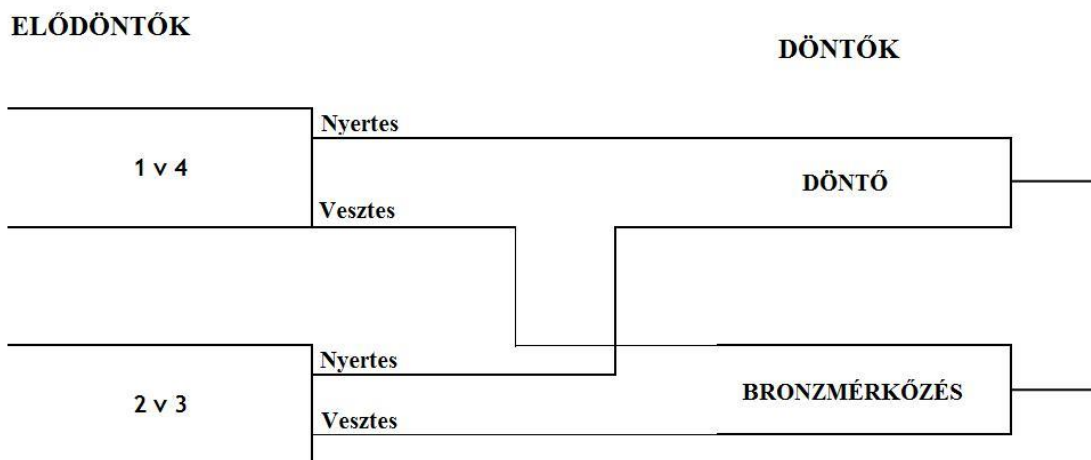 ELŐDÖNTŐK
DÖNTŐK
Nyertes
1 v 4
DÖNTŐ
Vesztes
Nyertes
2 v 3
BRONZMÉRKŐZÉS
Vesztes